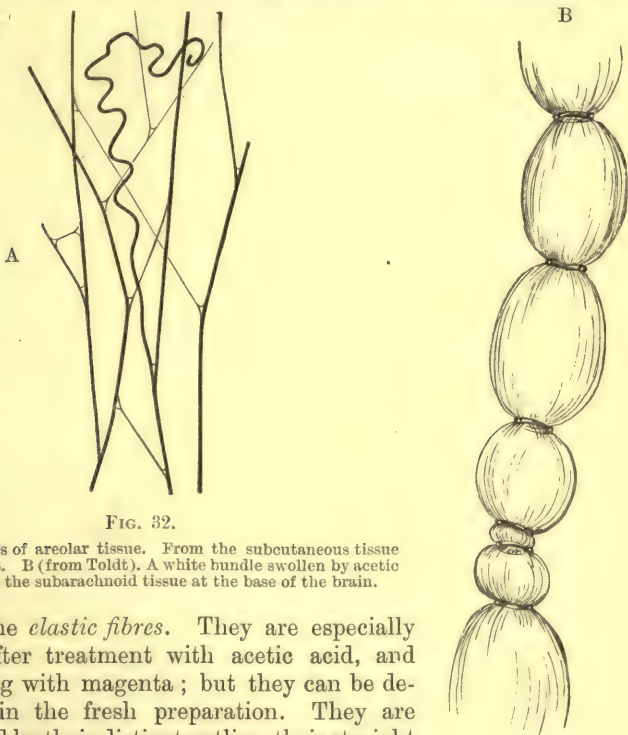 B
A
FIG. 32.
s of areolar tissue. From the subcutaneous tissue
. B (from Toldt). A white bundle swollen by acetic
the subarachnoid tissue at the base of the brain.
ne elastic fibres. They are especially
fter treatment with acetic acid, and
g with magenta; but they can be de-
in the fresh preparation. They are